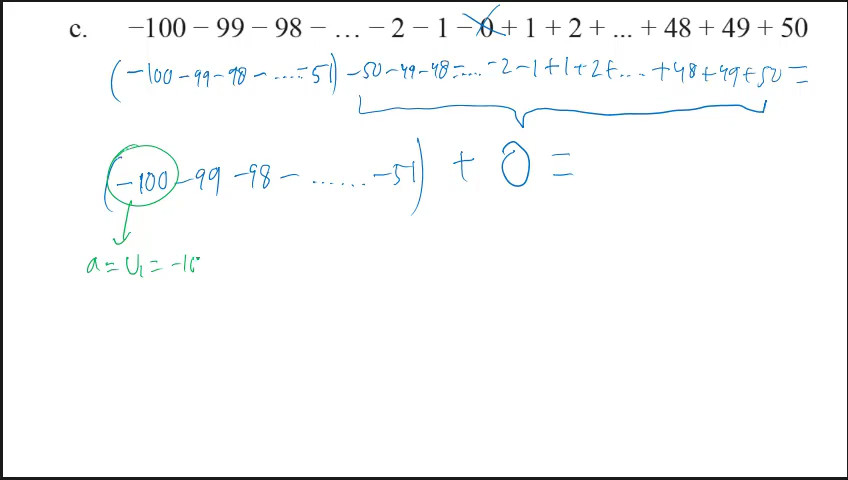 c. −100 − 99 − 98 − … − 2 − 1 − 0 + 1 + 2 + ... + 48 + 49 + 50
(−100 − 99 − 98 − ..... − 51) − 50 − 49 − 48 = .... − 2 − 1 + 1 + 2 + .... + 48 + 49 + 50 =
(−100 − 99 − 98 − ...... − 51) + 0 =
a = U₁ = −10